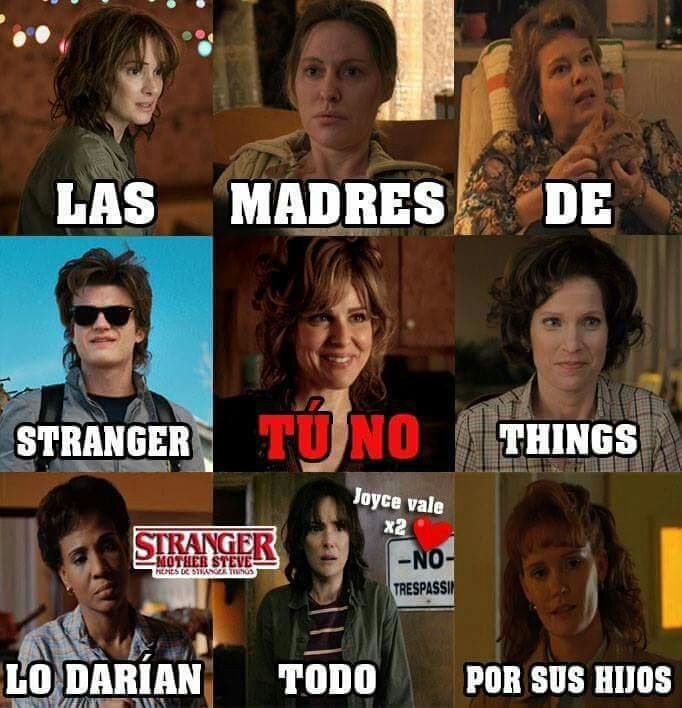 LAS
MADRES
DE
STRANGER
TÚ NO
THINGS
Joyce vale
x2
-NO-
TRESPASSIN
STRANGER
MOTHER STEVE
MEMES DE STRANGER THINGS
LO DARÍAN
TODO
POR SUS HIJOS